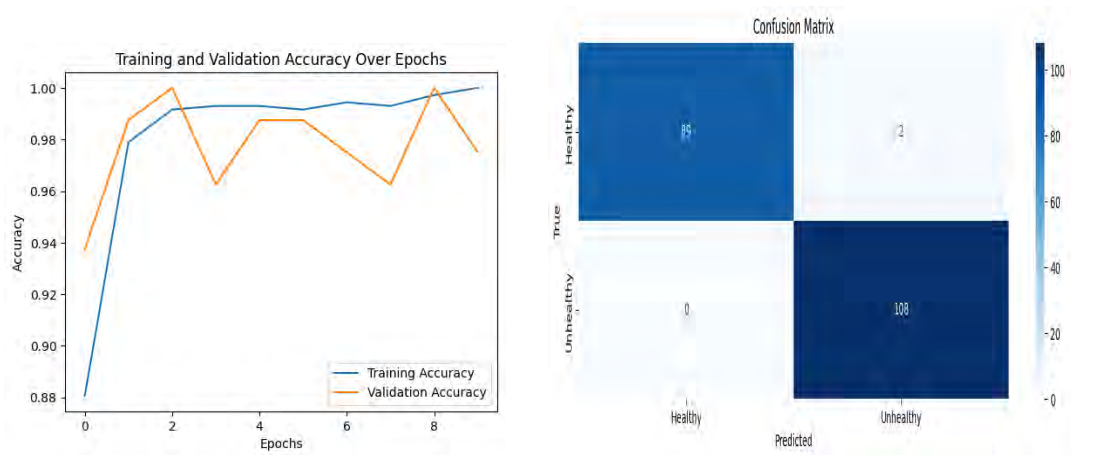 Training and Validation Accuracy Over Epochs
1.00
0.98
0.96
0.94
0.92
0.90
0.88
Accuracy
0 2 4 6 8
Epochs
Training Accuracy
Validation Accuracy
Confusion Matrix
True
Healthy
Unhealthy
89 2
0 108
Healthy Unhealthy
Predicted
100
80
60
40
20
0